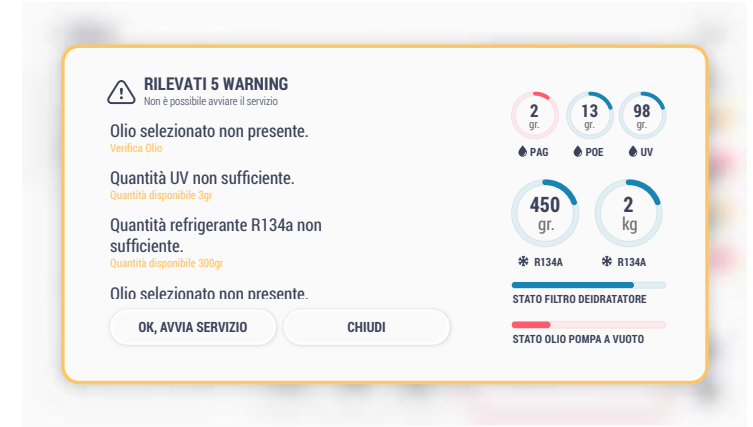 RILEVATI 5 WARNING
Non è possibile avviare il servizio
Olio selezionato non presente.
Verifica Olio
Quantità UV non sufficiente.
Quantità disponibile 3gr
Quantità refrigerante R134a non
sufficiente.
Quantità disponibile 300gr
Olio selezionato non presente.
OK, AVVIA SERVIZIO
CHIUDI
2
gr.
PAG
13
gr.
POE
98
gr.
UV
450
gr.
R134A
2
kg
R134A
STATO FILTRO DEIDRATATORE
STATO OLIO POMPA A VUOTO